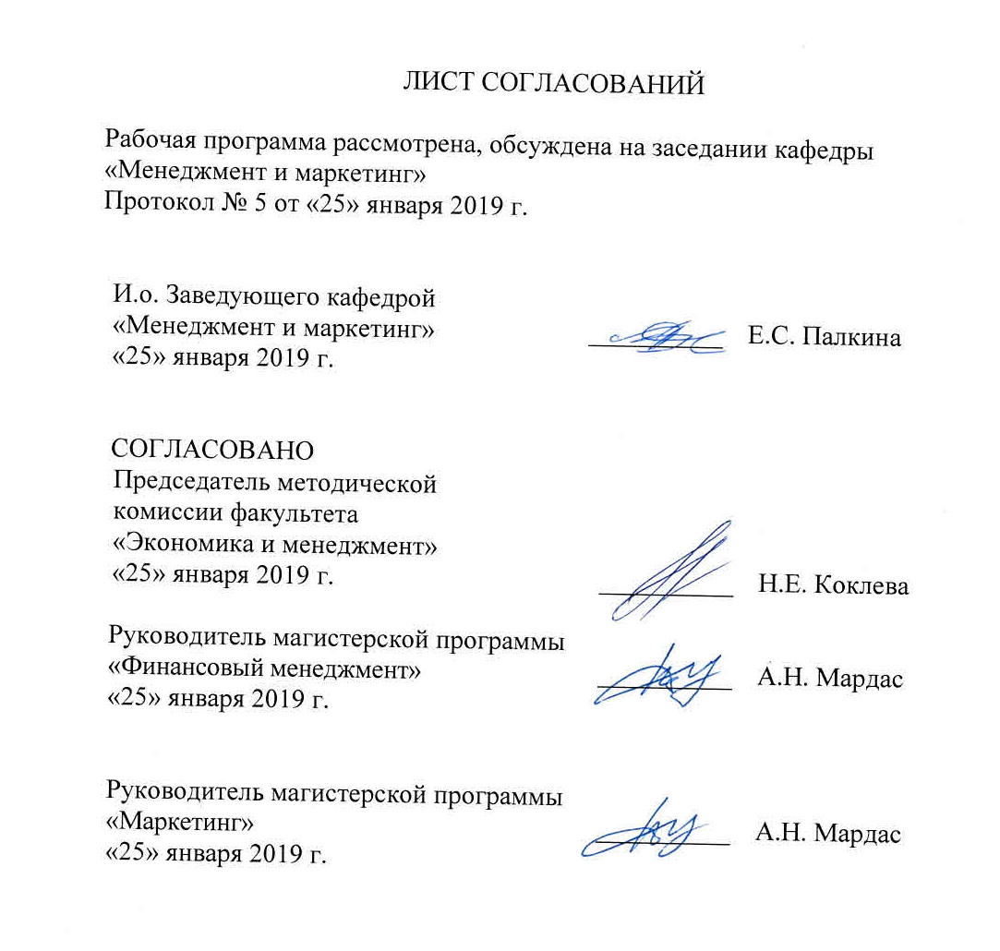 ЛИСТ СОГЛАСОВАНИЙ
Рабочая программа рассмотрена, обсуждена на заседании кафедры
«Менеджмент и маркетинг»
Протокол № 5 от «25» января 2019 г.
И.о. Заведующего кафедрой
«Менеджмент и маркетинг»
«25» января 2019 г.
Е.С. Палкина
СОГЛАСОВАНО
Председатель методической
комиссии факультета
«Экономика и менеджмент»
«25» января 2019 г.
Н.Е. Коклева
Руководитель магистерской программы
«Финансовый менеджмент»
«25» января 2019 г.
А.Н. Мардас
Руководитель магистерской программы
«Маркетинг»
«25» января 2019 г.
А.Н. Мардас